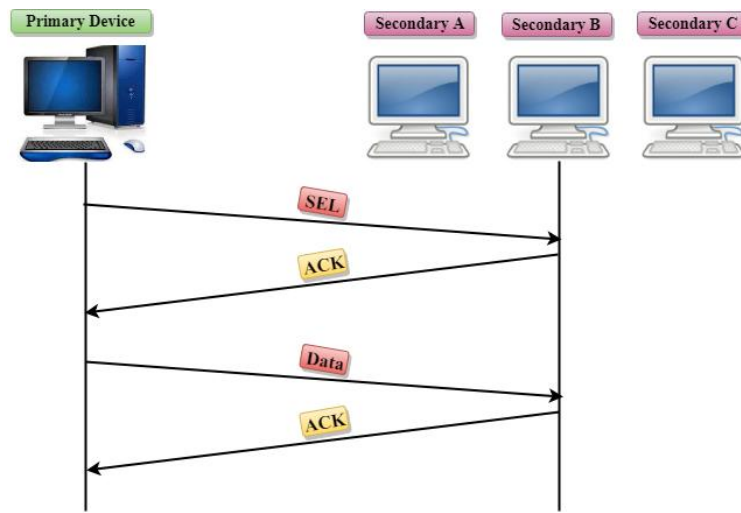 Primary Device
Secondary A
Secondary B
Secondary C
SEL
ACK
Data
ACK